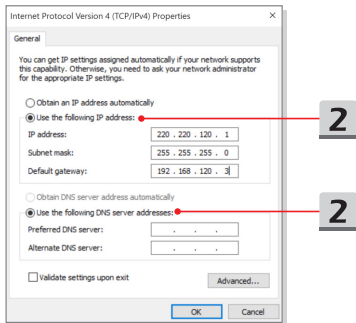 Internet Protocol Version 4 (TCP/IPv4) Properties
General
You can get IP settings assigned automatically if your network supports
this capability. Otherwise, you need to ask your network administrator
for the appropriate IP settings.
Obtain an IP address automatically
Use the following IP address:
2
IP address: 220 . 220 . 120 . 1
Subnet mask: 255 . 255 . 255 . 0
Default gateway: 192 . 168 . 120 . 3
Obtain DNS server address automatically
Use the following DNS server addresses:
2
Preferred DNS server: . . .
Alternate DNS server: . . .
Validate settings upon exit
Advanced...
OK Cancel